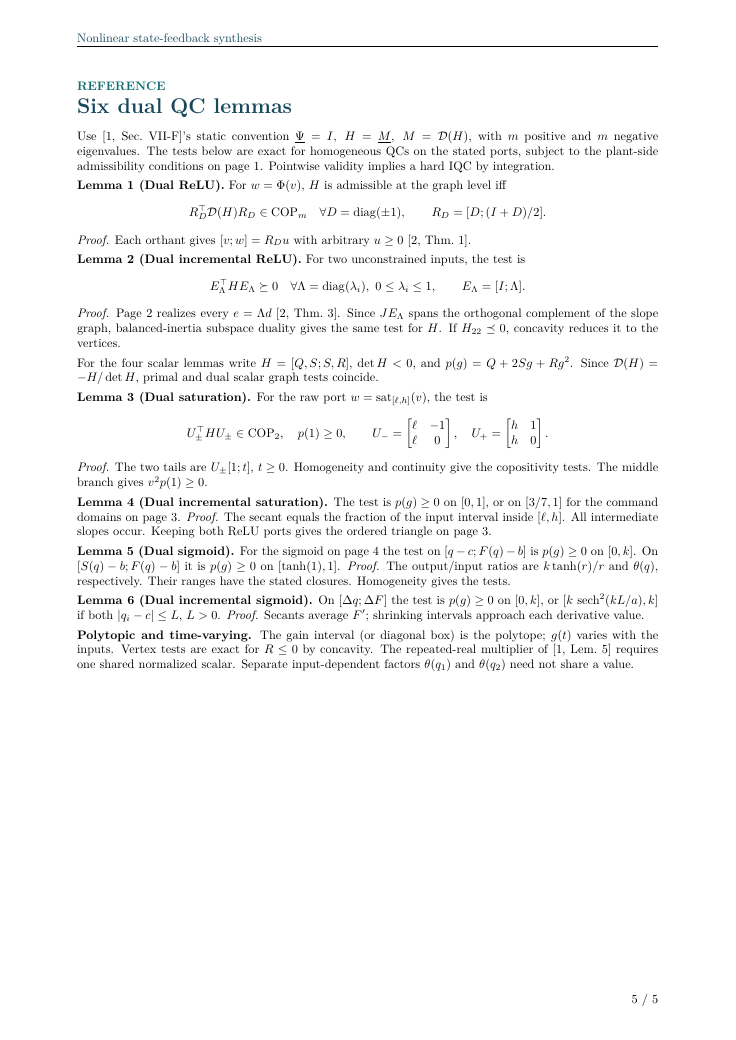 Nonlinear state-feedback synthesis
REFERENCE
Six dual QC lemmas
Use [1, Sec. VII-F]'s static convention Ψ̲ = I, H = M̲, M = 𝒟(H), with m positive and m negative
eigenvalues. The tests below are exact for homogeneous QCs on the stated ports, subject to the plant-side
admissibility conditions on page 1. Pointwise validity implies a hard IQC by integration.
Lemma 1 (Dual ReLU). For w = Φ(v), H is admissible at the graph level iff
R_D^⊤ 𝒟(H)R_D ∈ COP_m ∀D = diag(±1), R_D = [D; (I + D)/2].
Proof. Each orthant gives [v; w] = R_D u with arbitrary u ≥ 0 [2, Thm. 1].
Lemma 2 (Dual incremental ReLU). For two unconstrained inputs, the test is
E_Λ^⊤ HE_Λ ⪰ 0 ∀Λ = diag(λ_i), 0 ≤ λ_i ≤ 1, E_Λ = [I; Λ].
Proof. Page 2 realizes every e = Λd [2, Thm. 3]. Since JE_Λ spans the orthogonal complement of the slope
graph, balanced-inertia subspace duality gives the same test for H. If H_22 ⪯ 0, concavity reduces it to the
vertices.
For the four scalar lemmas write H = [Q, S; S, R], det H < 0, and p(g) = Q + 2Sg + Rg². Since 𝒟(H) =
−H/ det H, primal and dual scalar graph tests coincide.
Lemma 3 (Dual saturation). For the raw port w = sat_[ℓ,h](v), the test is
U_±^⊤ HU_± ∈ COP_2, p(1) ≥ 0, U_− = [ℓ −1; ℓ 0], U_+ = [h 1; h 0].
Proof. The two tails are U_±[1; t], t ≥ 0. Homogeneity and continuity give the copositivity tests. The middle
branch gives v²p(1) ≥ 0.
Lemma 4 (Dual incremental saturation). The test is p(g) ≥ 0 on [0, 1], or on [3/7, 1] for the command
domains on page 3. Proof. The secant equals the fraction of the input interval inside [ℓ, h]. All intermediate
slopes occur. Keeping both ReLU ports gives the ordered triangle on page 3.
Lemma 5 (Dual sigmoid). For the sigmoid on page 4 the test on [q − c; F(q) − b] is p(g) ≥ 0 on [0, k]. On
[S(q) − b; F(q) − b] it is p(g) ≥ 0 on [tanh(1), 1]. Proof. The output/input ratios are k tanh(r)/r and θ(q),
respectively. Their ranges have the stated closures. Homogeneity gives the tests.
Lemma 6 (Dual incremental sigmoid). On [Δq; ΔF] the test is p(g) ≥ 0 on [0, k], or [k sech²(kL/a), k]
if both |q_i − c| ≤ L, L > 0. Proof. Secants average F′; shrinking intervals approach each derivative value.
Polytopic and time-varying. The gain interval (or diagonal box) is the polytope; g(t) varies with the
inputs. Vertex tests are exact for R ≤ 0 by concavity. The repeated-real multiplier of [1, Lem. 5] requires
one shared normalized scalar. Separate input-dependent factors θ(q_1) and θ(q_2) need not share a value.
5 / 5